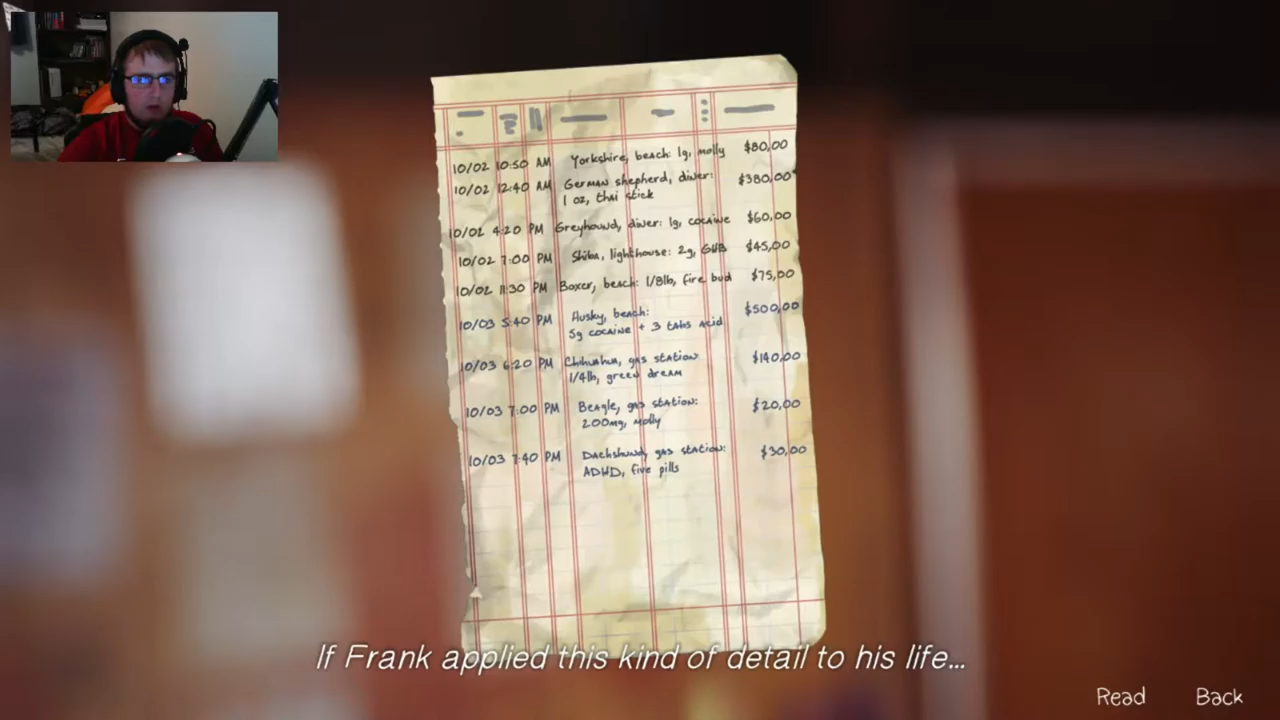 10/02 10:50 AM Yorkshire, beach: 1g, molly $80,00
10/02 12:40 AM German shepherd, diner: $380,00
1 oz, thai stick
10/02 4:20 PM Greyhound, diner: 1g, cocaine $60,00
10/02 7:00 PM Shiba, lighthouse: 2g, GHB $45,00
10/02 11:30 PM Boxer, beach: 1/8lb, fire bud $75,00
10/03 5:40 PM Husky, beach: $500,00
5g cocaine + 3 tabs acid
10/03 6:20 PM Chihuahua, gas station: $140,00
1/4lb, green dream
10/03 7:00 PM Beagle, gas station: $20,00
200mg, molly
10/03 7:40 PM Dachshund, gas station: $30,00
ADHD, five pills
If Frank applied this kind of detail to his life...
Read Back